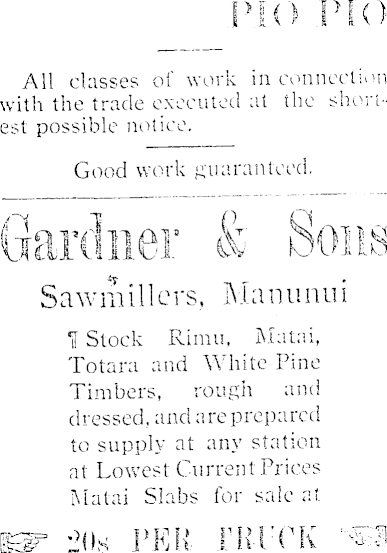 PIO PIO
All classes of work in connection
with the trade executed at the short-
est possible notice.
Good work guaranteed.
Gardner & Sons
Sawmillers, Manunui
¶ Stock Rimu, Matai,
Totara and White Pine
Timbers, rough and
dressed, and are prepared
to supply at any station
at Lowest Current Prices
Matai Slabs for sale at
20s PER TRUCK